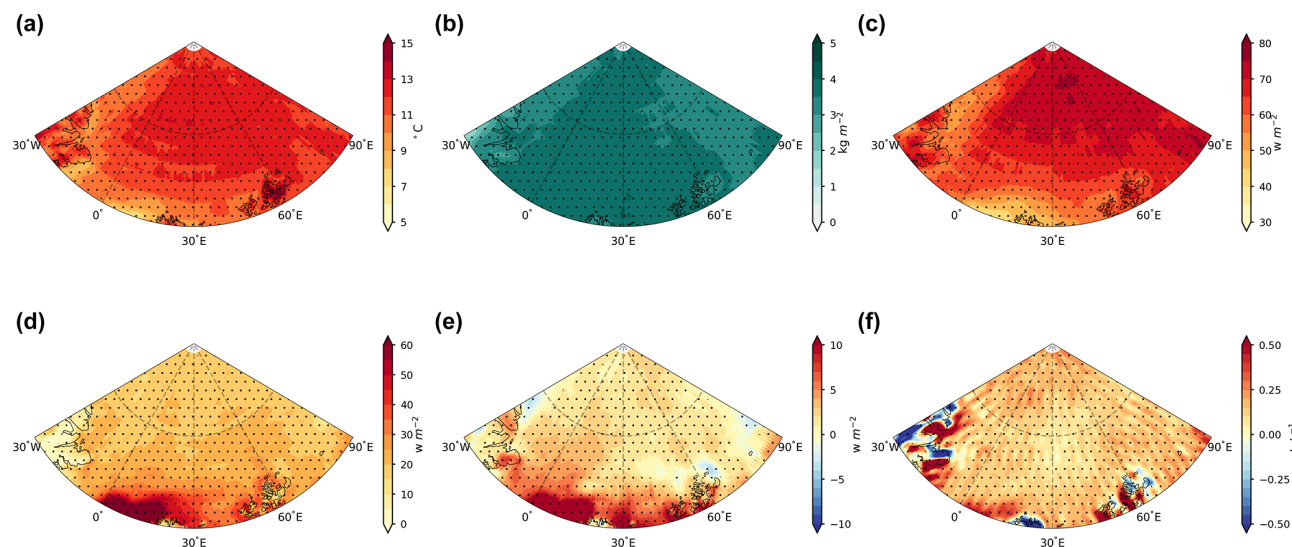 (a)
15
13
11
9
7
5
°C
30°W
0°
30°E
60°E
90°E
(b)
5
4
3
2
1
0
kg m⁻²
30°W
0°
30°E
60°E
90°E
(c)
80
70
60
50
40
30
w m⁻²
30°W
0°
30°E
60°E
90°E
(d)
60
50
40
30
20
10
0
w m⁻²
30°W
0°
30°E
60°E
90°E
(e)
10
5
0
−5
−10
w m⁻²
30°W
0°
30°E
60°E
90°E
(f)
0.50
0.25
0.00
−0.25
−0.50
30°W
0°
30°E
60°E
90°E